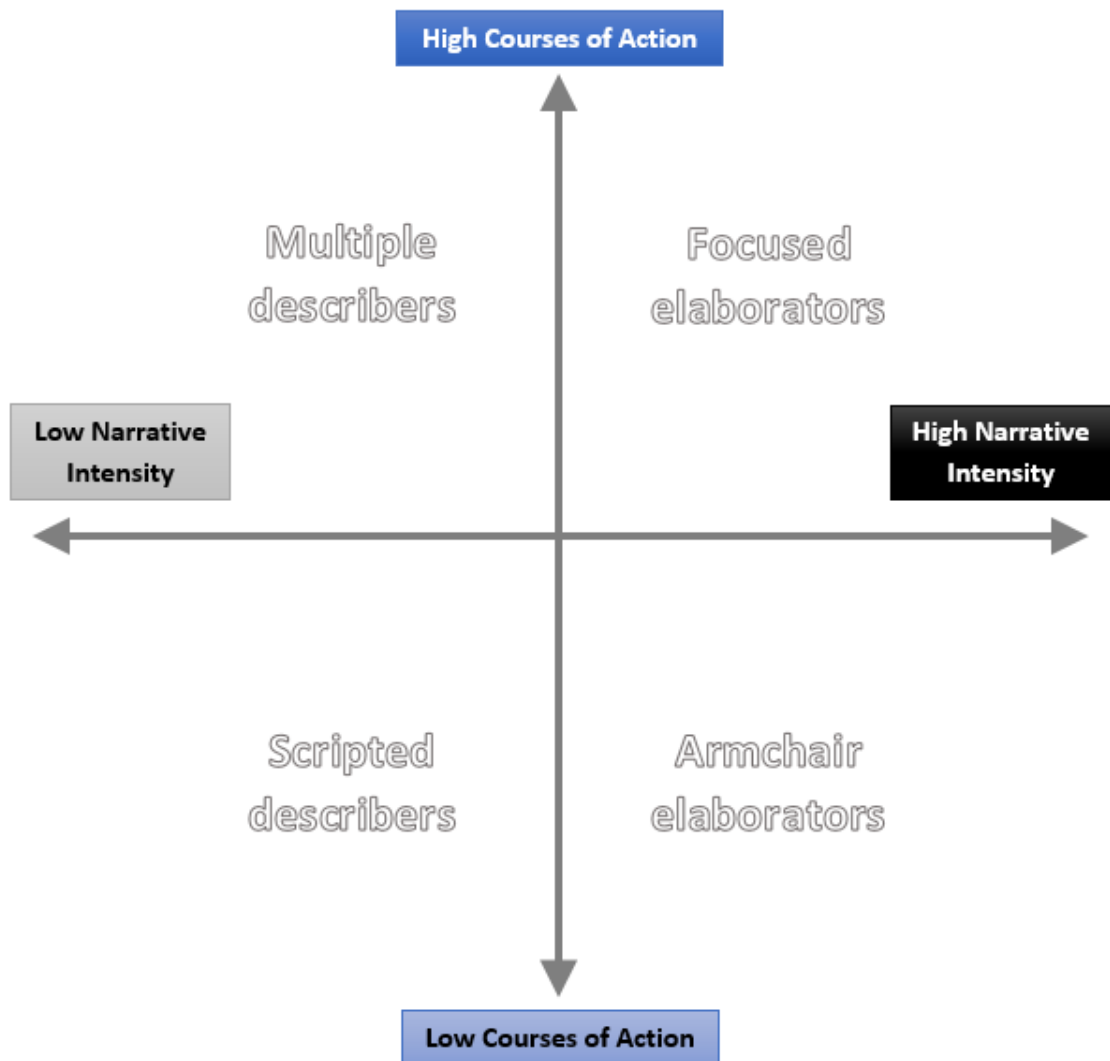 High Courses of Action
Multiple
describers
Focused
elaborators
Low Narrative
Intensity
High Narrative
Intensity
Scripted
describers
Armchair
elaborators
Low Courses of Action